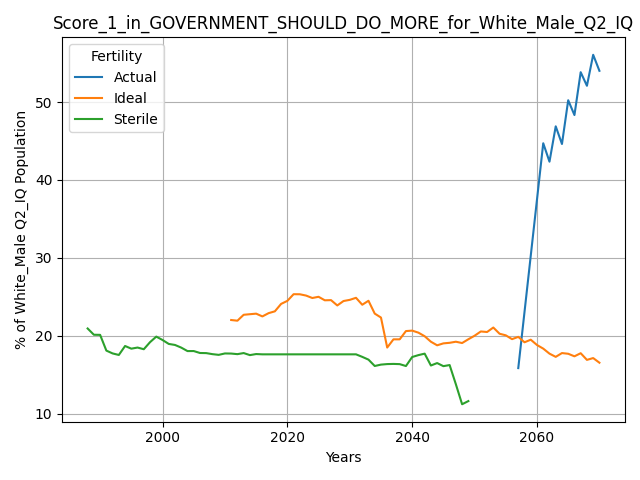 Score_1_in_GOVERNMENT_SHOULD_DO_MORE_for_White_Male_Q2_IQ
Fertility
Actual
Ideal
Sterile
% of White_Male Q2_IQ Population
50
40
30
20
10
2000 2020 2040 2060
Years